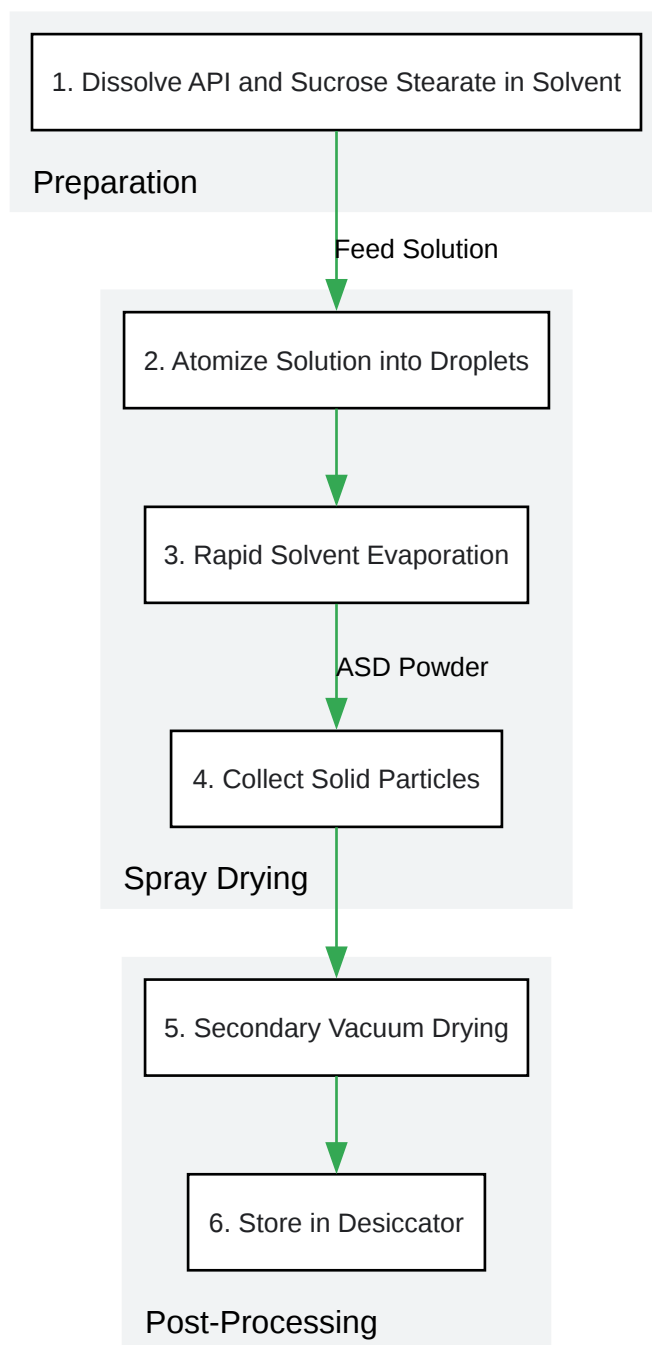 1. Dissolve API and Sucrose Stearate in Solvent
Preparation
Feed Solution
2. Atomize Solution into Droplets
3. Rapid Solvent Evaporation
ASD Powder
4. Collect Solid Particles
Spray Drying
5. Secondary Vacuum Drying
6. Store in Desiccator
Post-Processing